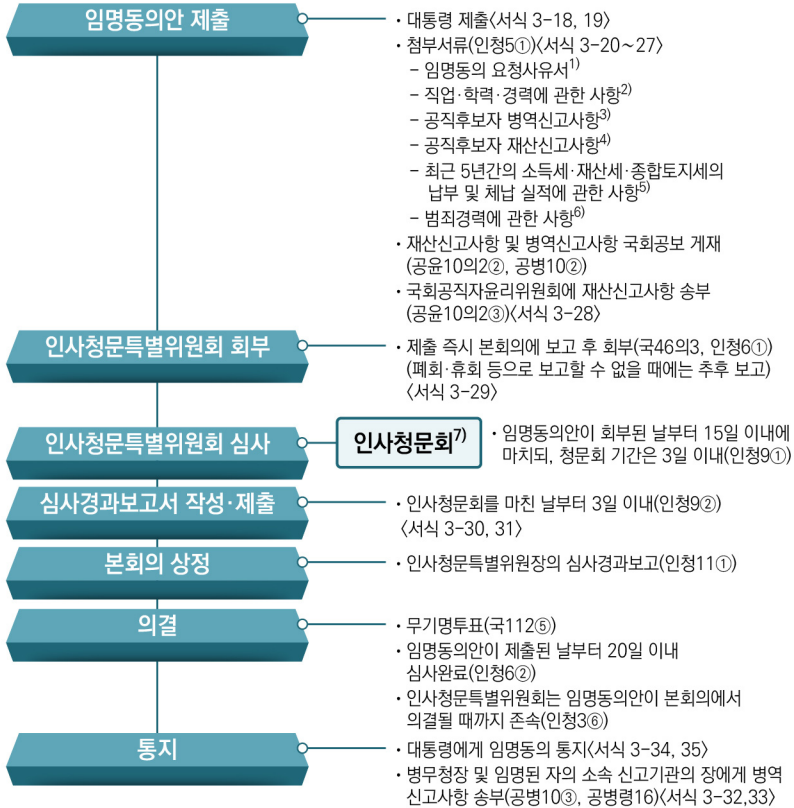 임명동의안 제출
· 대통령 제출〈서식 3-18, 19〉
· 첨부서류(인청5①)〈서식 3-20~27〉
- 임명동의 요청사유서1)
- 직업·학력·경력에 관한 사항2)
- 공직후보자 병역신고사항3)
- 공직후보자 재산신고사항4)
- 최근 5년간의 소득세·재산세·종합토지세의
납부 및 체납 실적에 관한 사항5)
- 범죄경력에 관한 사항6)
· 재산신고사항 및 병역신고사항 국회공보 게재
(공윤10의2②, 공병10②)
· 국회공직자윤리위원회에 재산신고사항 송부
(공윤10의2③)〈서식 3-28〉
인사청문특별위원회 회부
· 제출 즉시 본회의에 보고 후 회부(국46의3, 인청6①)
(폐회·휴회 등으로 보고할 수 없을 때에는 추후 보고)
〈서식 3-29〉
인사청문특별위원회 심사
인사청문회7)
· 임명동의안이 회부된 날부터 15일 이내에
마치되, 청문회 기간은 3일 이내(인청9①)
심사경과보고서 작성·제출
· 인사청문회를 마친 날부터 3일 이내(인청9②)
〈서식 3-30, 31〉
본회의 상정
· 인사청문특별위원장의 심사경과보고(인청11①)
의결
· 무기명투표(국112⑤)
· 임명동의안이 제출된 날부터 20일 이내
심사완료(인청6②)
· 인사청문특별위원회는 임명동의안이 본회의에서
의결될 때까지 존속(인청3⑥)
통지
· 대통령에게 임명동의 통지〈서식 3-34, 35〉
· 병무청장 및 임명된 자의 소속 신고기관의 장에게 병역
신고사항 송부(공병10③, 공병령16)〈서식 3-32,33〉